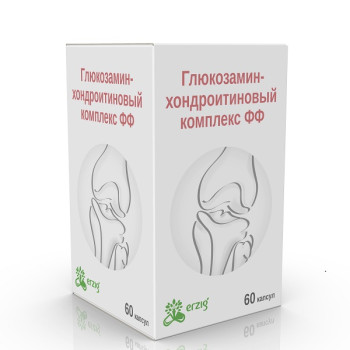 Глюкозамин-
хондроитиновый
комплекс ФФ
erzig
60 капсул
Глюкозамин-
хондроитиновый
комплекс ФФ
erzig
60 капсул